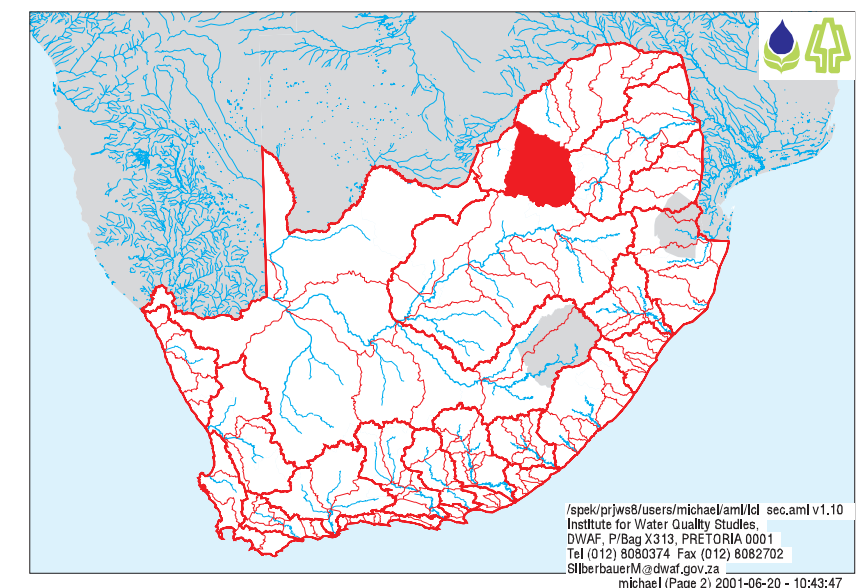 /spek/prjws8/users/michael/aml/lcl sec.aml v1.10
Institute for Water Quality Studies,
DWAF, P/Bag X313, PRETORIA 0001
Tel (012) 8080374 Fax (012) 8082702
SilberbauerM@dwaf.gov.za
michael (Page 2) 2001-06-20 - 10:43:47